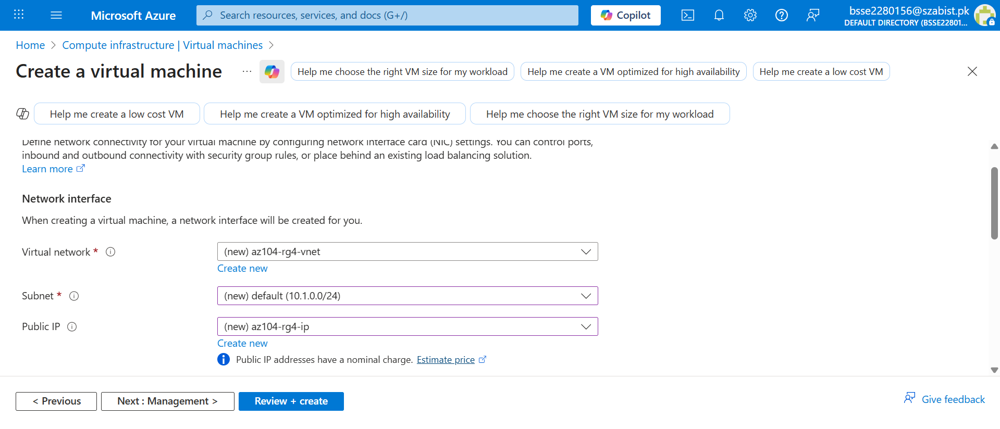 Microsoft Azure
Search resources, services, and docs (G+/)
Copilot
bsse2280156@szabist.pk
DEFAULT DIRECTORY (BSSE22801...
Home > Compute infrastructure | Virtual machines >
Create a virtual machine
...
Help me choose the right VM size for my workload
Help me create a VM optimized for high availability
Help me create a low cost VM
Help me create a low cost VM
Help me create a VM optimized for high availability
Help me choose the right VM size for my workload
Define network connectivity for your virtual machine by configuring network interface card (NIC) settings. You can control ports,
inbound and outbound connectivity with security group rules, or place behind an existing load balancing solution.
Learn more
Network interface
When creating a virtual machine, a network interface will be created for you.
Virtual network *
(new) az104-rg4-vnet
Create new
Subnet *
(new) default (10.1.0.0/24)
Public IP
(new) az104-rg4-ip
Create new
Public IP addresses have a nominal charge. Estimate price
< Previous
Next : Management >
Review + create
Give feedback